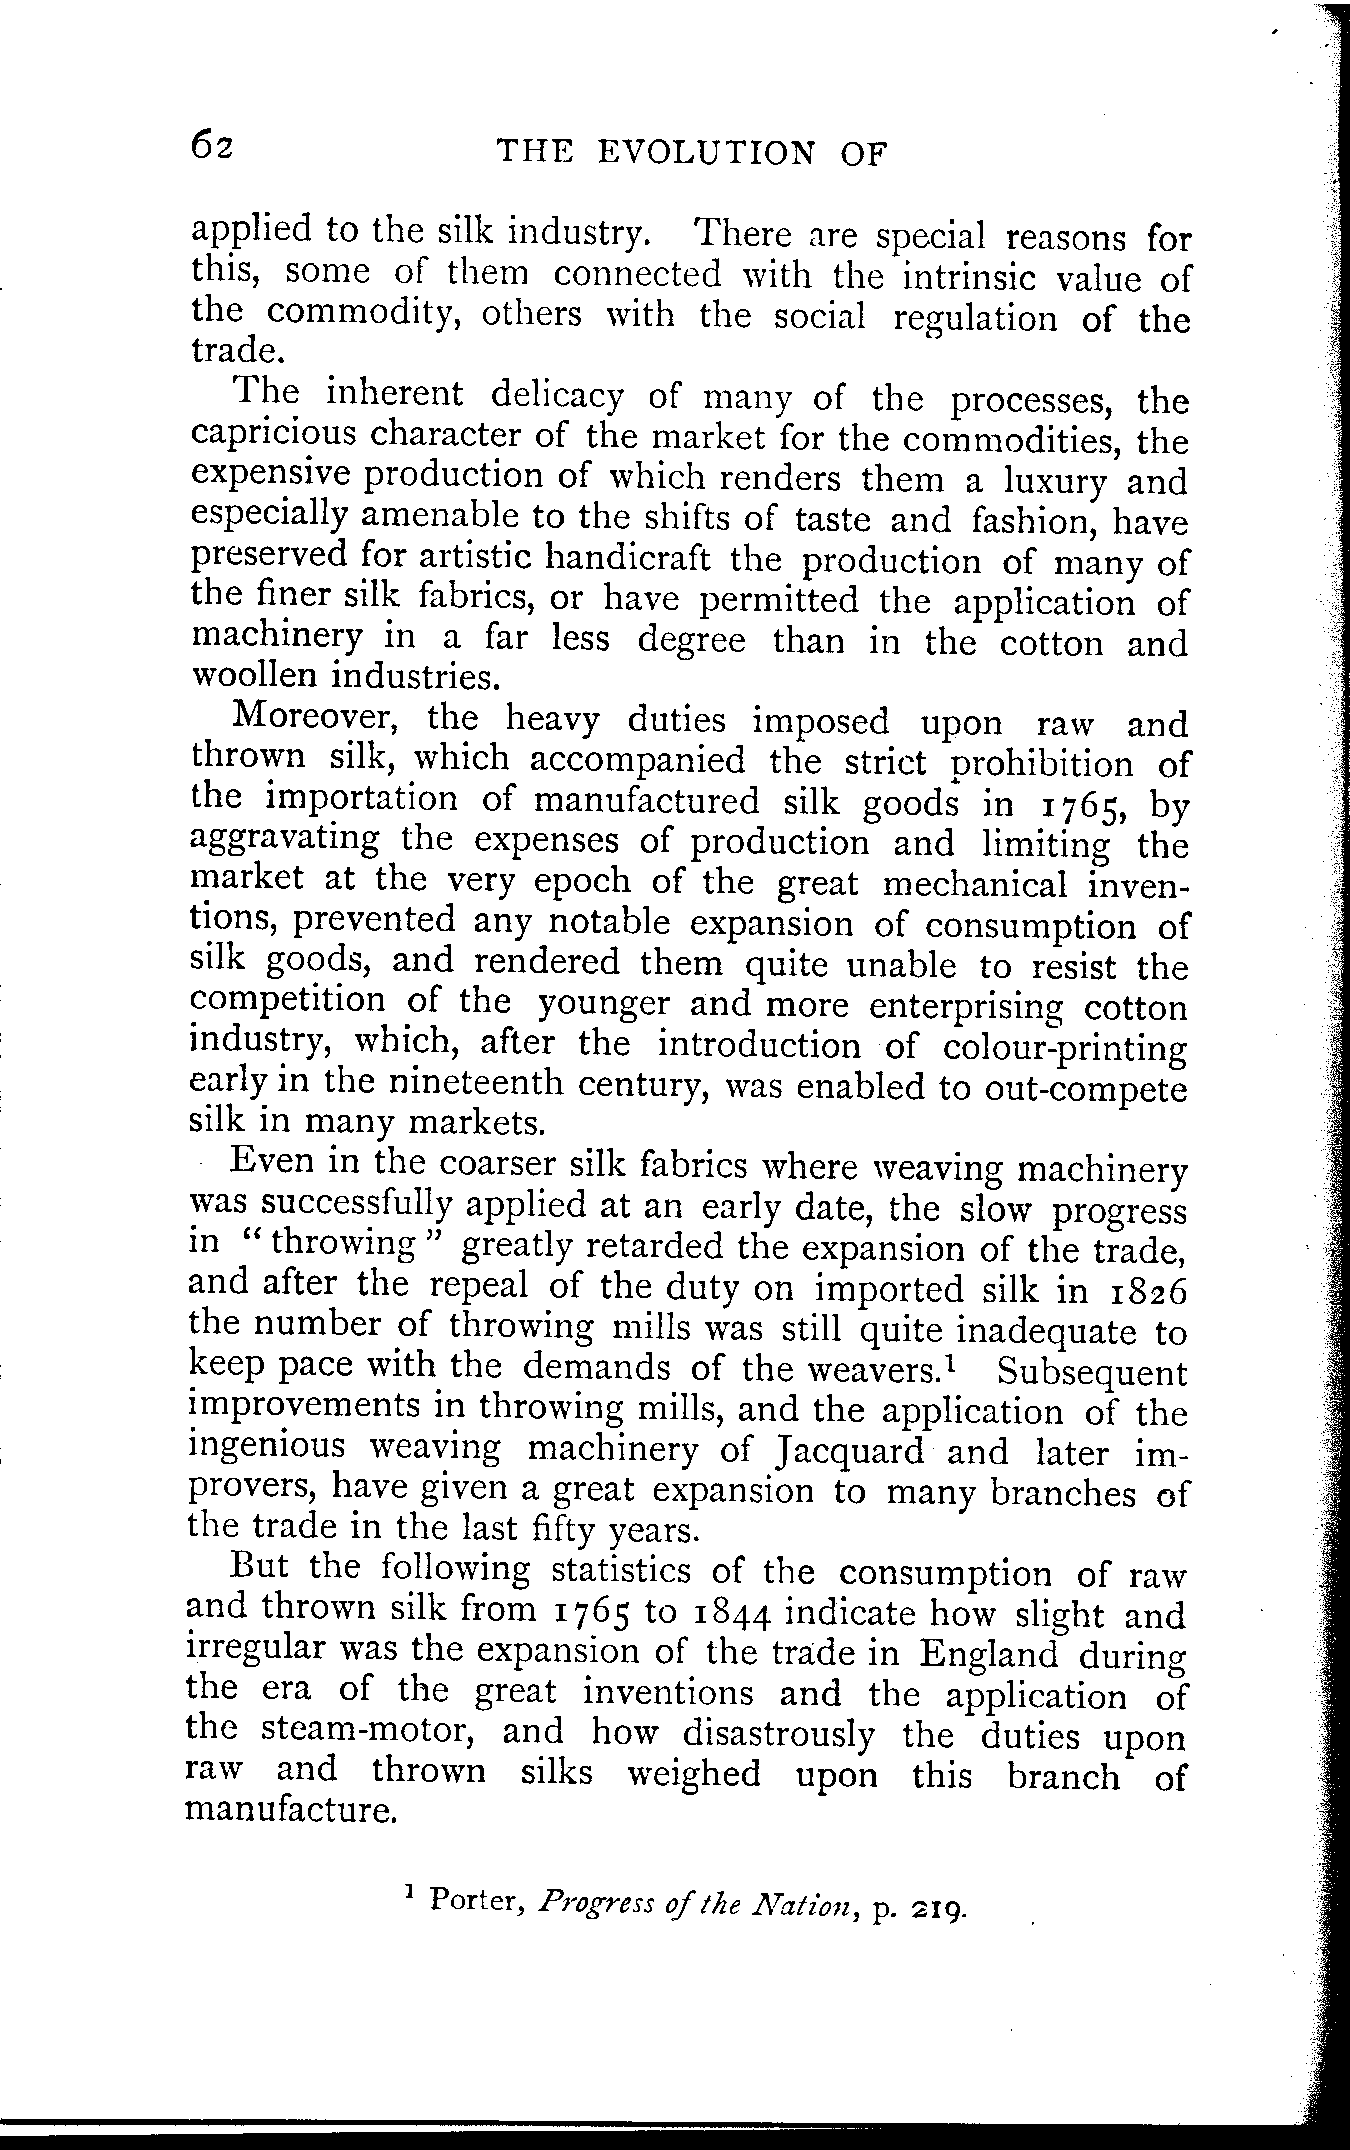 62 THE EVOLUTION OF
applied to the silk industry. There are special reasons for
this, some of them connected with the intrinsic value of
the commodity, others with the social regulation of the
trade.
The inherent delicacy of many of the processes, the
capricious character of the market for the commodities, the
expensive production of which renders them a luxury and
especially amenable to the shifts of taste and fashion, have
preserved for artistic handicraft the production of many of
the finer silk fabrics, or have permitted the application of
machinery in a far less degree than in the cotton and
woollen industries.
Moreover, the heavy duties imposed upon raw and
thrown silk, which accompanied the strict prohibition of
the importation of manufactured silk goods in 1765, by
aggravating the expenses of production and limiting the
market at the very epoch of the great mechanical inven-
tions, prevented any notable expansion of consumption of
silk goods, and rendered them quite unable to resist the
competition of the younger and more enterprising cotton
industry, which, after the introduction of colour-printing
early in the nineteenth century, was enabled to out-compete
silk in many markets.
Even in the coarser silk fabrics where weaving machinery
was successfully applied at an early date, the slow progress
in “ throwing ” greatly retarded the expansion of the trade,
and after the repeal of the duty on imported silk in 1826
the number of throwing mills was still quite inadequate to
keep pace with the demands of the weavers.¹ Subsequent
improvements in throwing mills, and the application of the
ingenious weaving machinery of Jacquard and later im-
provers, have given a great expansion to many branches of
the trade in the last fifty years.
But the following statistics of the consumption of raw
and thrown silk from 1765 to 1844 indicate how slight and
irregular was the expansion of the trade in England during
the era of the great inventions and the application of
the steam-motor, and how disastrously the duties upon
raw and thrown silks weighed upon this branch of
manufacture.
¹ Porter, Progress of the Nation, p. 219.